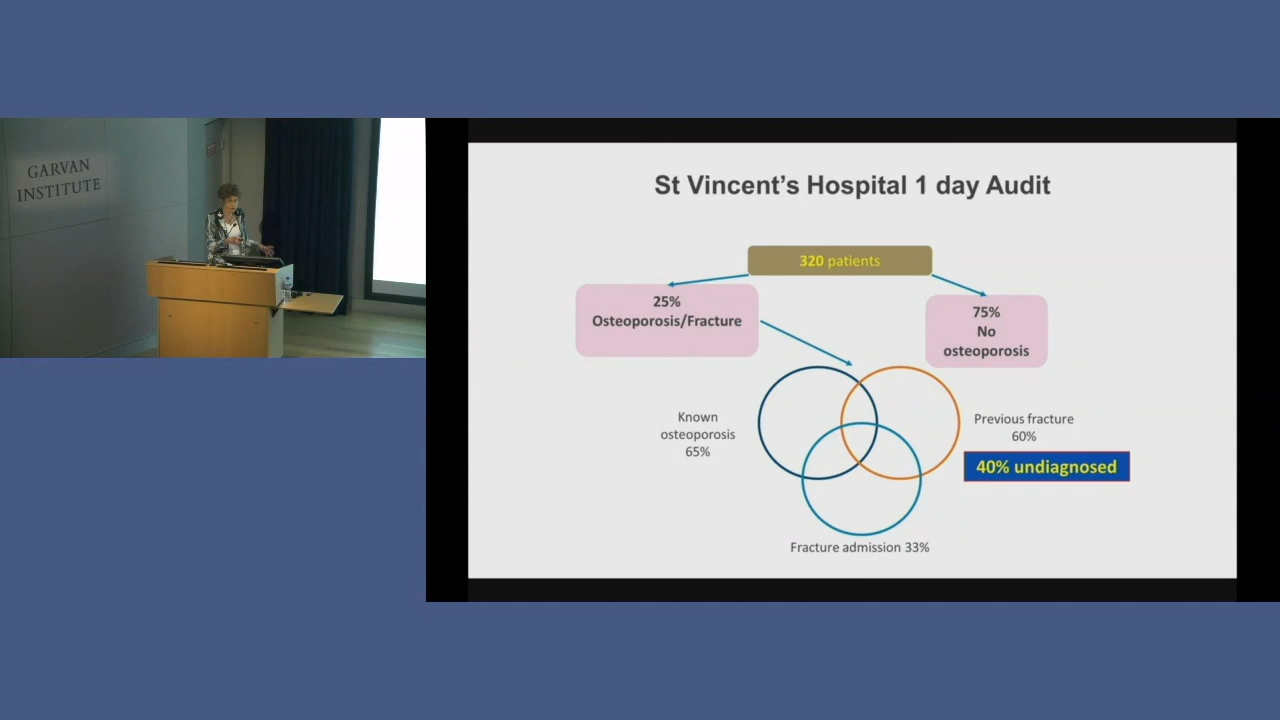 GARVAN
INSTITUTE
St Vincent's Hospital 1 day Audit
320 patients
25%
Osteoporosis/Fracture
75%
No
osteoporosis
Known
osteoporosis
65%
Previous fracture
60%
40% undiagnosed
Fracture admission 33%